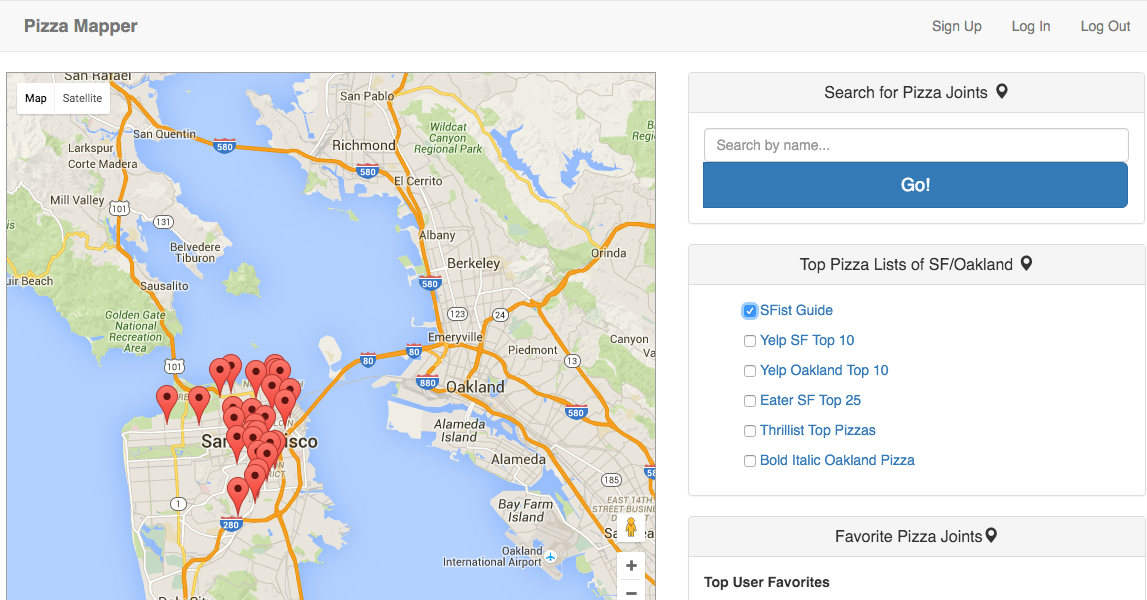 Pizza Mapper
Sign Up
Log In
Log Out
San Rafael
Map
Satellite
San Quentin
Larkspur
Corte Madera
Mill Valley
101
131
Belvedere
Tiburon
Sausalito
uir Beach
Golden Gate
National
Recreation
Area
101
580
San Pablo
Wildcat
Canyon
Regional Park
Richmond
580
El Cerrito
Albany
Berkeley
Orinda
580
123
24
Emeryville
Piedmont
Canyon
80
80
13
880
Oakland
580
Alameda
Island
Alameda
185
Bay Farm
Island
EAST 14TH
Oakland
International Airport
1
280
Search for Pizza Joints
Search by name...
Go!
Top Pizza Lists of SF/Oakland
SFist Guide
Yelp SF Top 10
Yelp Oakland Top 10
Eater SF Top 25
Thrillist Top Pizzas
Bold Italic Oakland Pizza
Favorite Pizza Joints
Top User Favorites